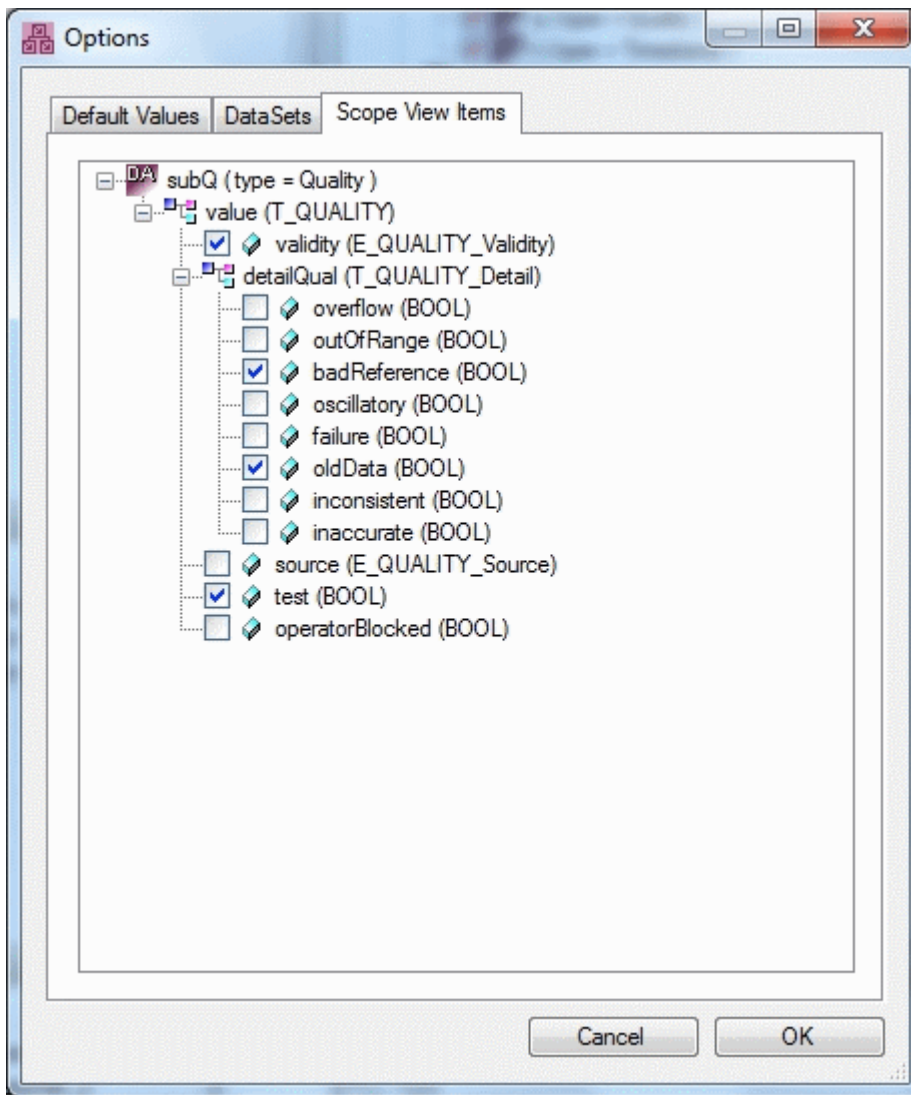 Options
Default Values DataSets Scope View Items
DA subQ ( type = Quality )
value (T_QUALITY)
validity (E_QUALITY_Validity)
detailQual (T_QUALITY_Detail)
overflow (BOOL)
outOfRange (BOOL)
badReference (BOOL)
oscillatory (BOOL)
failure (BOOL)
oldData (BOOL)
inconsistent (BOOL)
inaccurate (BOOL)
source (E_QUALITY_Source)
test (BOOL)
operatorBlocked (BOOL)
Cancel OK